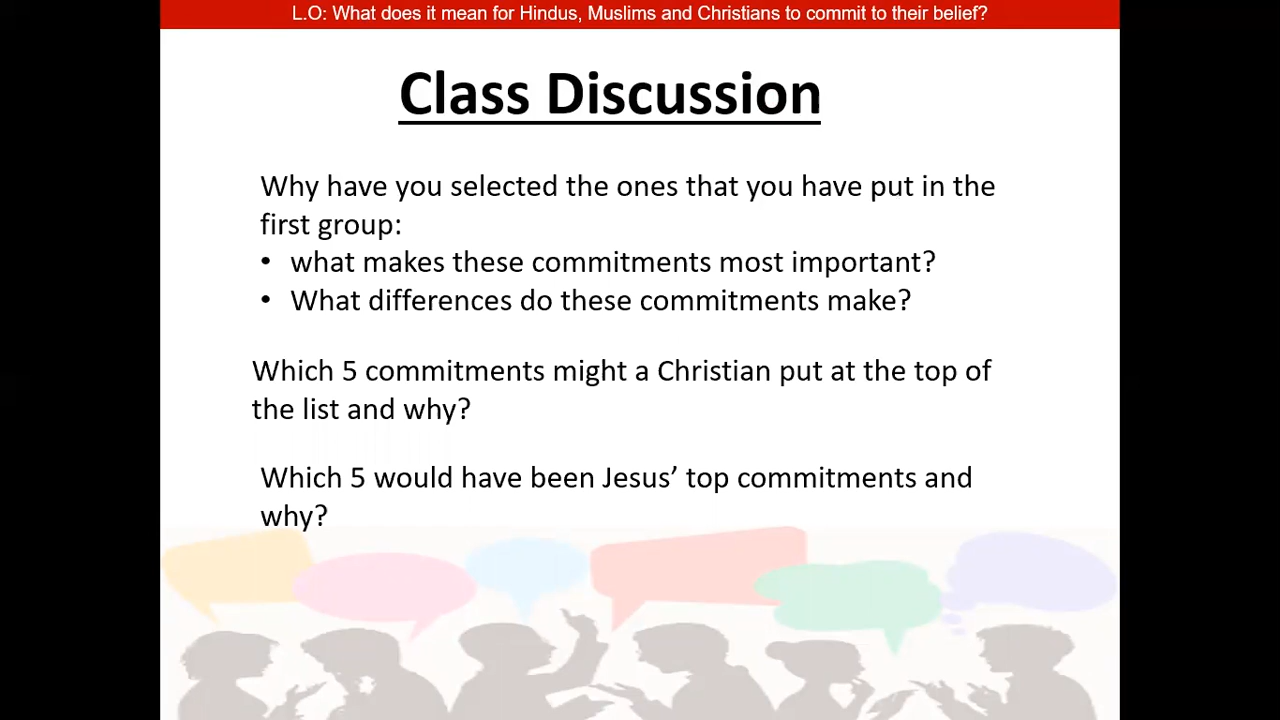 L.O: What does it mean for Hindus, Muslims and Christians to commit to their belief?
Class Discussion
Why have you selected the ones that you have put in the
first group:
• what makes these commitments most important?
• What differences do these commitments make?
Which 5 commitments might a Christian put at the top of
the list and why?
Which 5 would have been Jesus’ top commitments and
why?